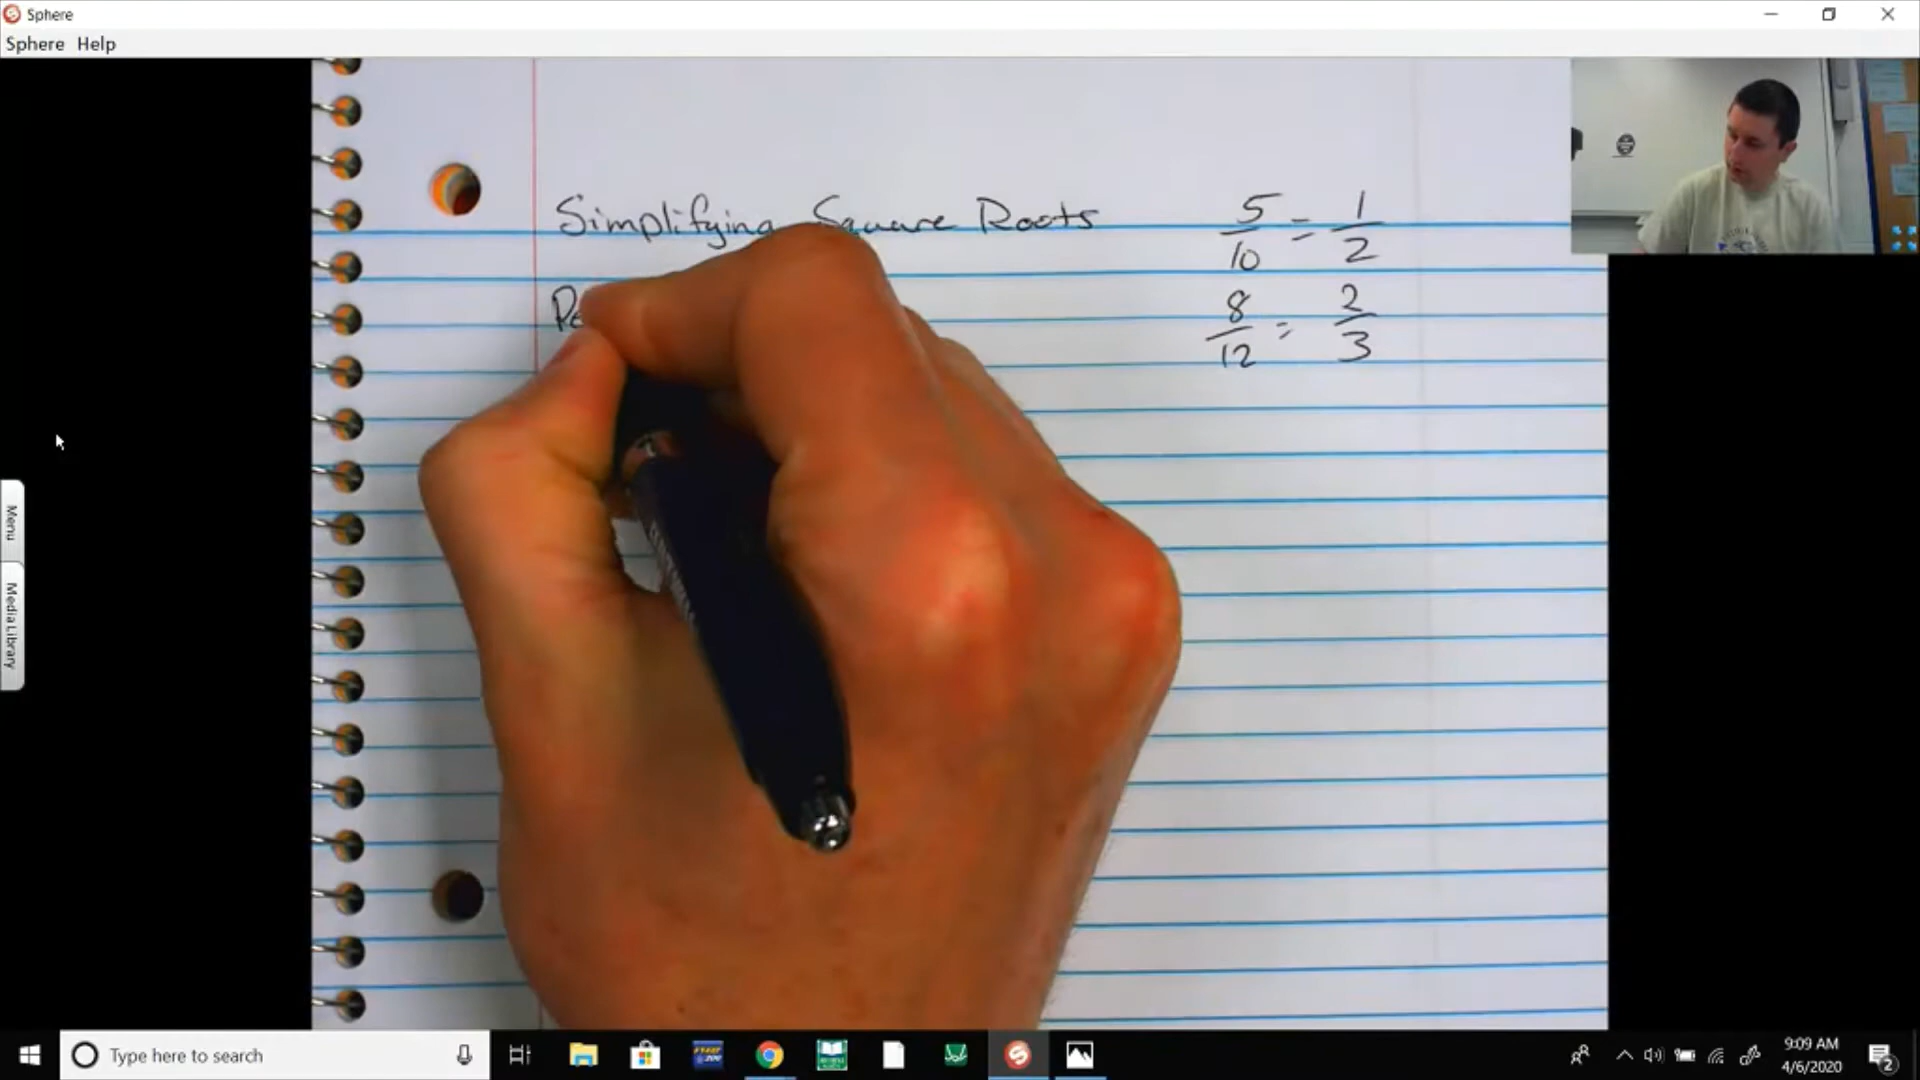 Sphere
Sphere Help
Simplifying Square Roots
5/10 = 1/2
8/12 = 2/3
Menu
Media Library
Type here to search
9:09 AM
4/6/2020
2